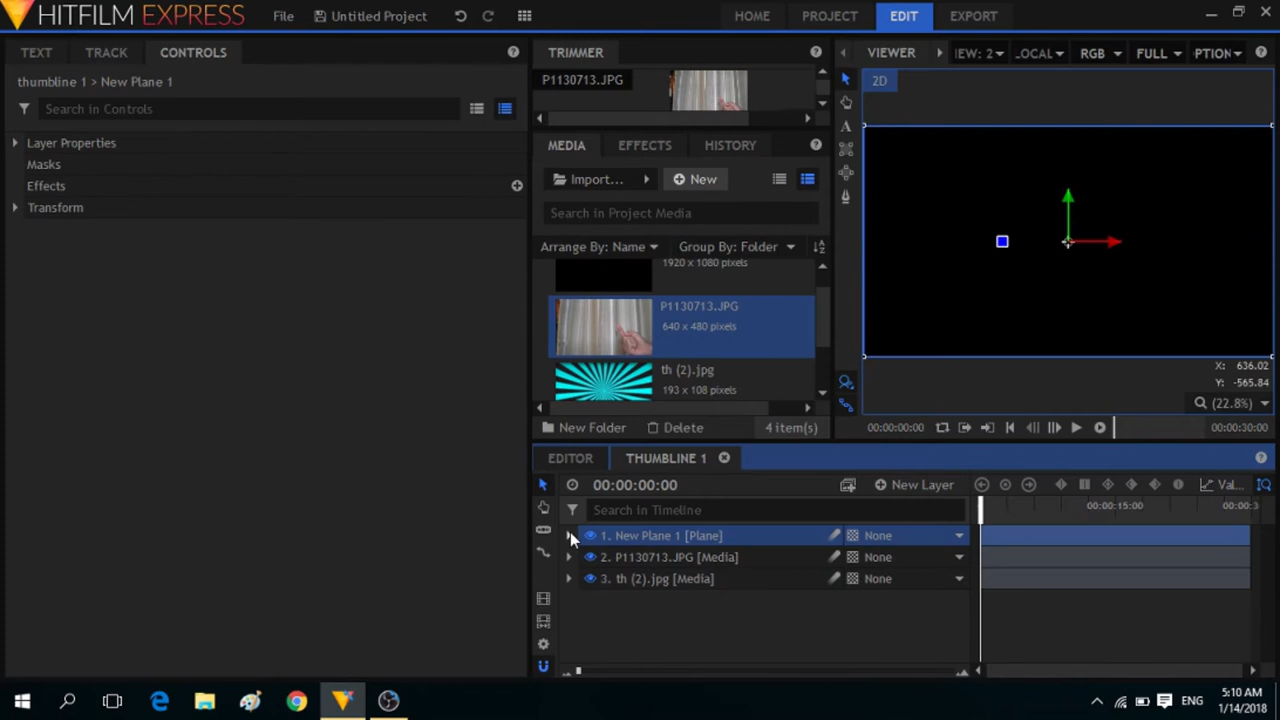 HITFILM EXPRESS
File
Untitled Project
HOME
PROJECT
EDIT
EXPORT
TEXT
TRACK
CONTROLS
thumbline 1 > New Plane 1
Search in Controls
Layer Properties
Masks
Effects
Transform
TRIMMER
P1130713.JPG
MEDIA
EFFECTS
HISTORY
Import...
New
Search in Project Media
Arrange By: Name
Group By: Folder
1920 x 1080 pixels
P1130713.JPG
640 x 480 pixels
th (2).jpg
193 x 108 pixels
New Folder
Delete
4 item(s)
VIEWER
IEW: 2
LOCAL
RGB
FULL
PTION
2D
X: 636.02
Y: -565.84
(22.8%)
00:00:00:00
00:00:30:00
EDITOR
THUMBLINE 1
00:00:00:00
New Layer
Val...
Search in Timeline
00:00:15:00
00:00:3
1. New Plane 1 [Plane]
None
2. P1130713.JPG [Media]
None
3. th (2).jpg [Media]
None
ENG
5:10 AM
1/14/2018